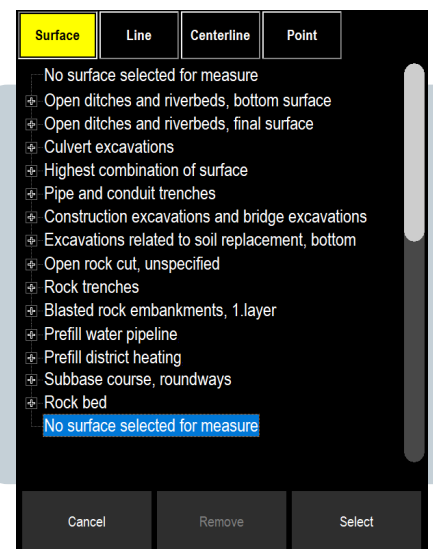 Surface Line Centerline Point
No surface selected for measure
Open ditches and riverbeds, bottom surface
Open ditches and riverbeds, final surface
Culvert excavations
Highest combination of surface
Pipe and conduit trenches
Construction excavations and bridge excavations
Excavations related to soil replacement, bottom
Open rock cut, unspecified
Rock trenches
Blasted rock embankments, 1.layer
Prefill water pipeline
Prefill district heating
Subbase course, roundways
Rock bed
No surface selected for measure
Cancel Remove Select